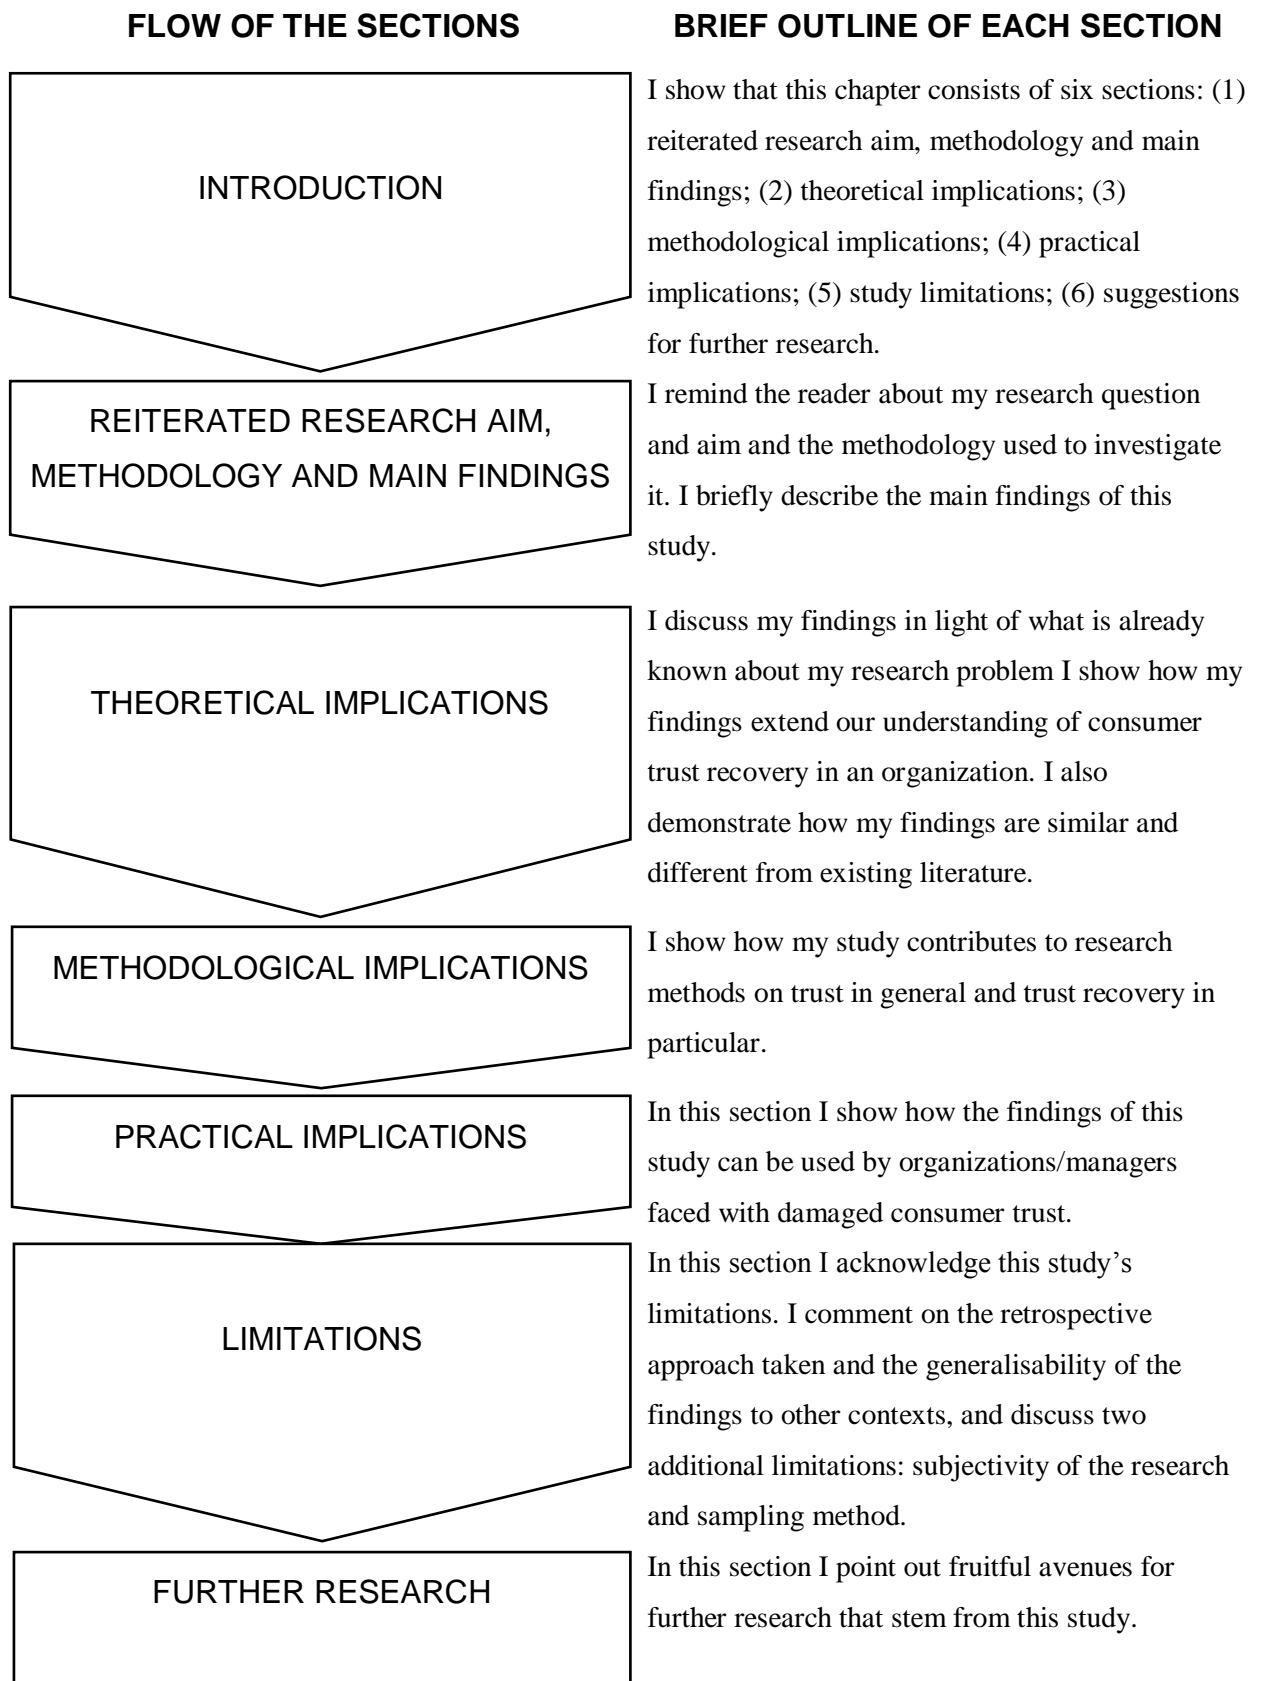 FLOW OF THE SECTIONS
BRIEF OUTLINE OF EACH SECTION
INTRODUCTION
I show that this chapter consists of six sections: (1)
reiterated research aim, methodology and main
findings; (2) theoretical implications; (3)
methodological implications; (4) practical
implications; (5) study limitations; (6) suggestions
for further research.
REITERATED RESEARCH AIM,
METHODOLOGY AND MAIN FINDINGS
I remind the reader about my research question
and aim and the methodology used to investigate
it. I briefly describe the main findings of this
study.
THEORETICAL IMPLICATIONS
I discuss my findings in light of what is already
known about my research problem I show how my
findings extend our understanding of consumer
trust recovery in an organization. I also
demonstrate how my findings are similar and
different from existing literature.
METHODOLOGICAL IMPLICATIONS
I show how my study contributes to research
methods on trust in general and trust recovery in
particular.
PRACTICAL IMPLICATIONS
In this section I show how the findings of this
study can be used by organizations/managers
faced with damaged consumer trust.
LIMITATIONS
In this section I acknowledge this study’s
limitations. I comment on the retrospective
approach taken and the generalisability of the
findings to other contexts, and discuss two
additional limitations: subjectivity of the research
and sampling method.
FURTHER RESEARCH
In this section I point out fruitful avenues for
further research that stem from this study.